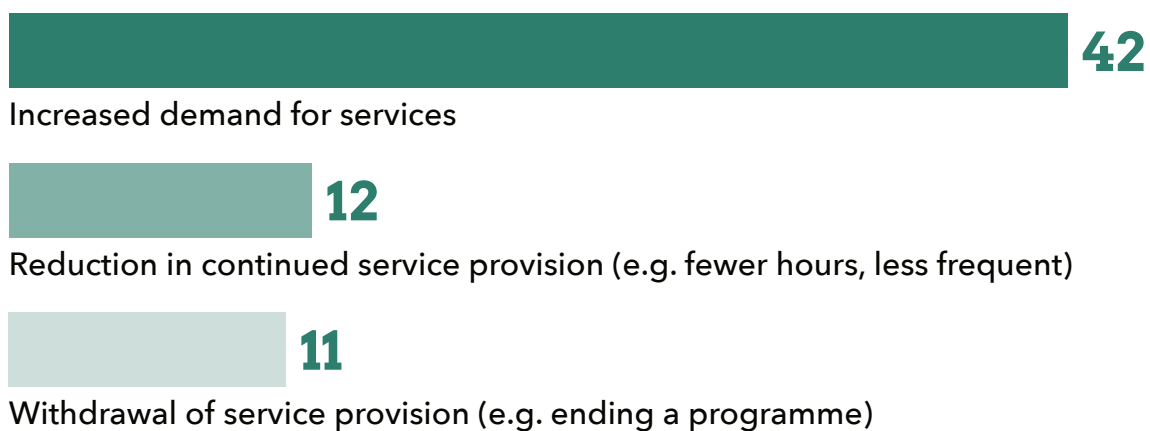 42
Increased demand for services
12
Reduction in continued service provision (e.g. fewer hours, less frequent)
11
Withdrawal of service provision (e.g. ending a programme)